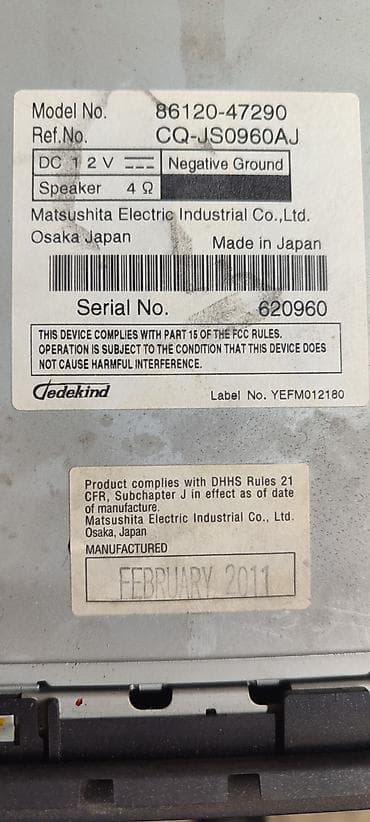 Model No. 86120-47290
Ref.No. CQ-JS0960AJ
DC 12V Negative Ground
Speaker 4Ω
Matsushita Electric Industrial Co.,Ltd.
Osaka Japan Made in Japan
Serial No. 620960
THIS DEVICE COMPLIES WITH PART 15 OF THE FCC RULES.
OPERATION IS SUBJECT TO THE CONDITION THAT THIS DEVICE DOES
NOT CAUSE HARMFUL INTERFERENCE.
Gedekind Label No. YEFM012180
Product complies with DHHS Rules 21
CFR, Subchapter J in effect as of date
of manufacture.
Matsushita Electric Industrial Co., Ltd.
Osaka, Japan
MANUFACTURED
FEBRUARY 2011